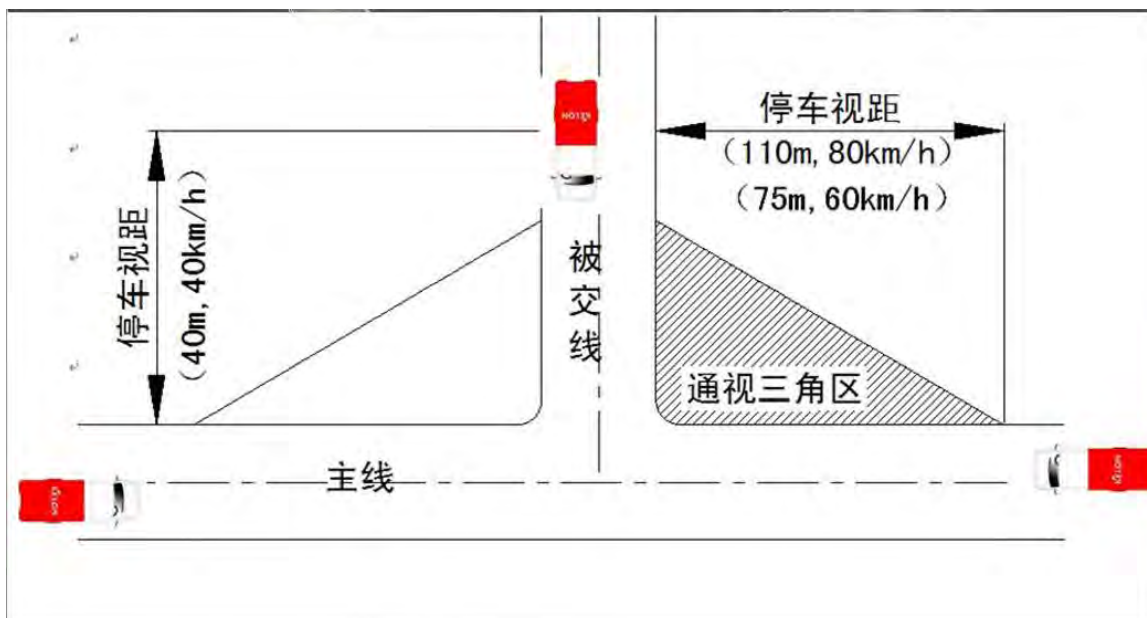 停车视距
(110m, 80km/h)
(75m, 60km/h)
停车视距
(40m, 40km/h)
被交线
通视三角区
主线